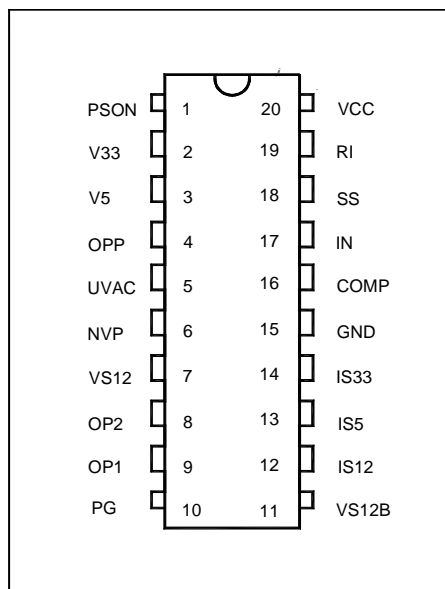 PSON 1 20 VCC
V33 2 19 RI
V5 3 18 SS
OPP 4 17 IN
UVAC 5 16 COMP
NVP 6 15 GND
VS12 7 14 IS33
OP2 8 13 IS5
OP1 9 12 IS12
PG 10 11 VS12B